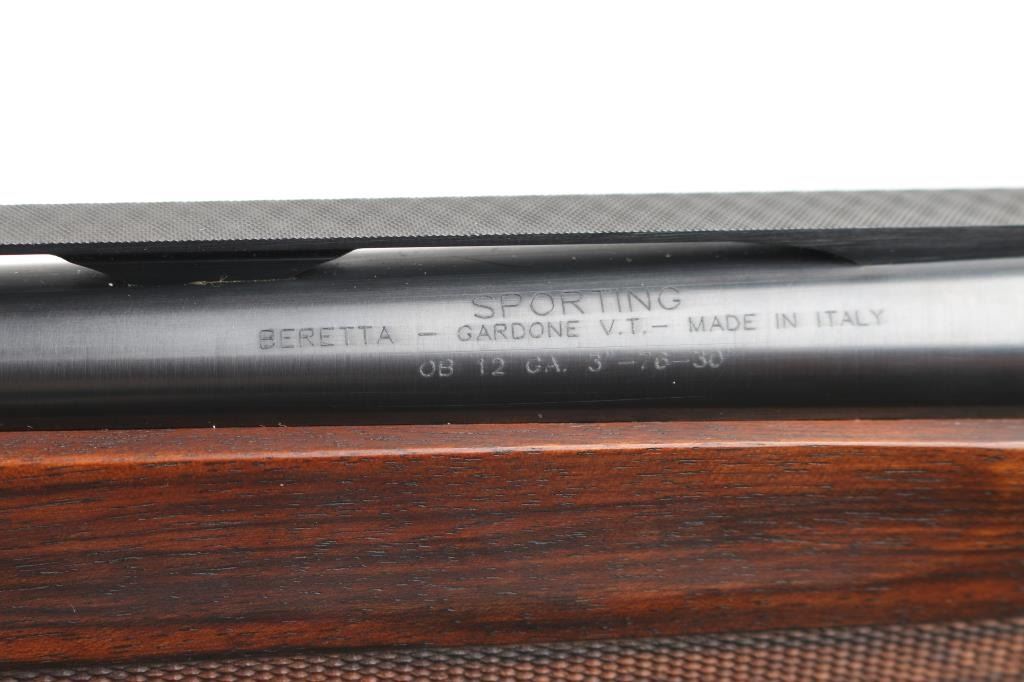 SPORTING
BERETTA - GARDONE V.T.- MADE IN ITALY
OB 12 GA. 3"-76-30"